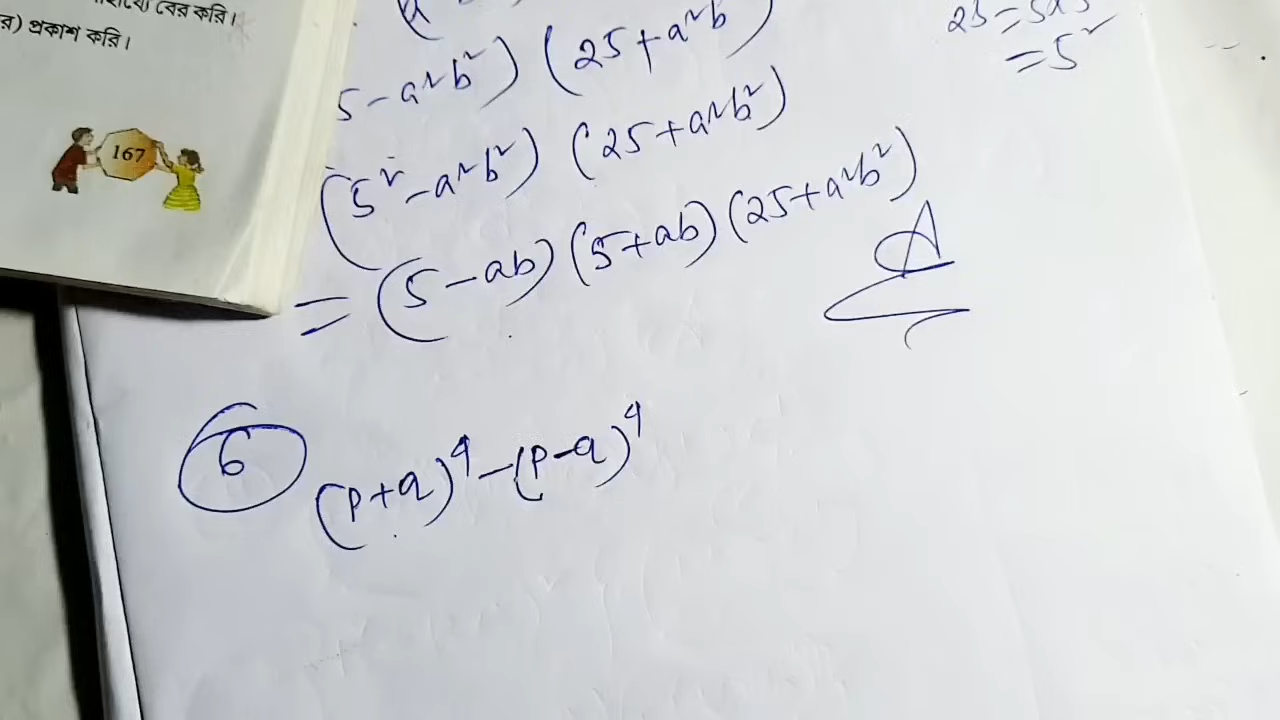 বের করি।
র) প্রকাশ করি।
167
25 = 5x5
= 5²
5 - a²b²) (25 + a²b²)
(5² - a²b²) (25 + a²b²)
= (5 - ab) (5 + ab) (25 + a²b²)
A
6 (p+q)⁴ - (p-q)⁴